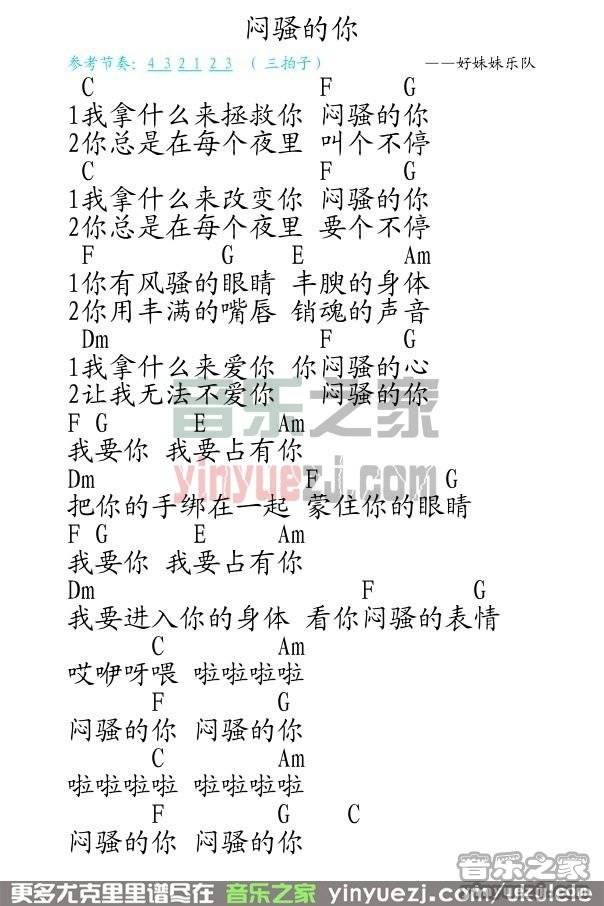 闷骚的你
参考节奏: 4 3 2 1 2 3 （三拍子） ——好妹妹乐队
C F G
1我拿什么来拯救你 闷骚的你
2你总是在每个夜里 叫个不停
C F G
1我拿什么来改变你 闷骚的你
2你总是在每个夜里 要个不停
F G E Am
1你有风骚的眼睛 丰腴的身体
2你用丰满的嘴唇 销魂的声音
Dm F G
1我拿什么来爱你 你闷骚的心
2让我无法不爱你 闷骚的你
音乐之家
F G E Am
我要你 我要占有你
yinyuezj.com
Dm F G
把你的手绑在一起 蒙住你的眼睛
F G E Am
我要你 我要占有你
Dm F G
我要进入你的身体 看你闷骚的表情
C Am
哎咿呀喂 啦啦啦啦
F G
闷骚的你 闷骚的你
C Am
啦啦啦啦 啦啦啦啦
F G C
闷骚的你 闷骚的你
音乐之家
更多尤克里里谱尽在 音乐之家 yinyuezj.com/ukulele